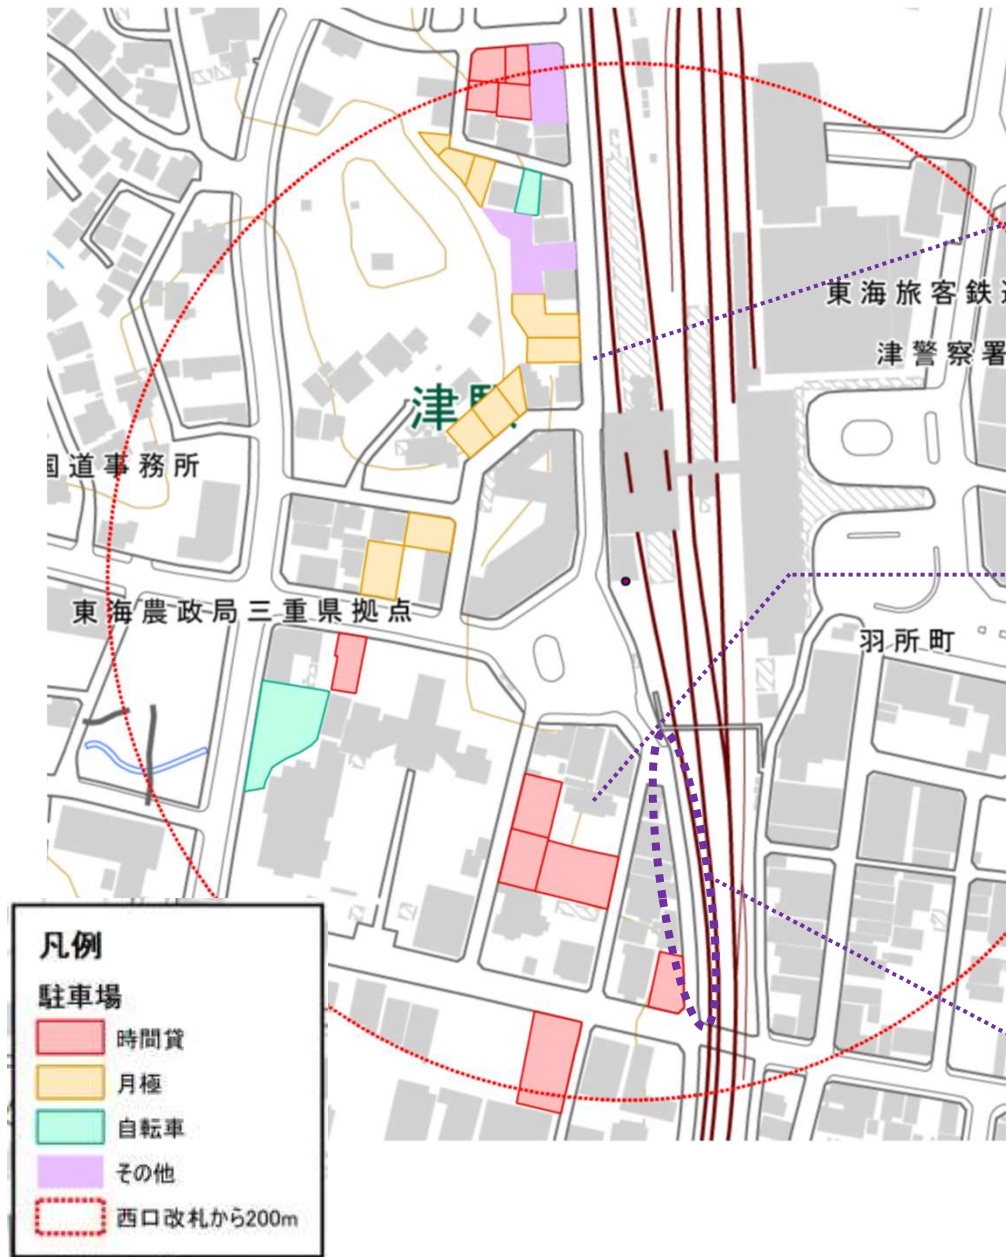 東海旅客鉄
津警察署
津駅
国道事務所
東海農政局三重県拠点
羽所町
凡例
駐車場
時間貸
月極
自転車
その他
西口改札から200m